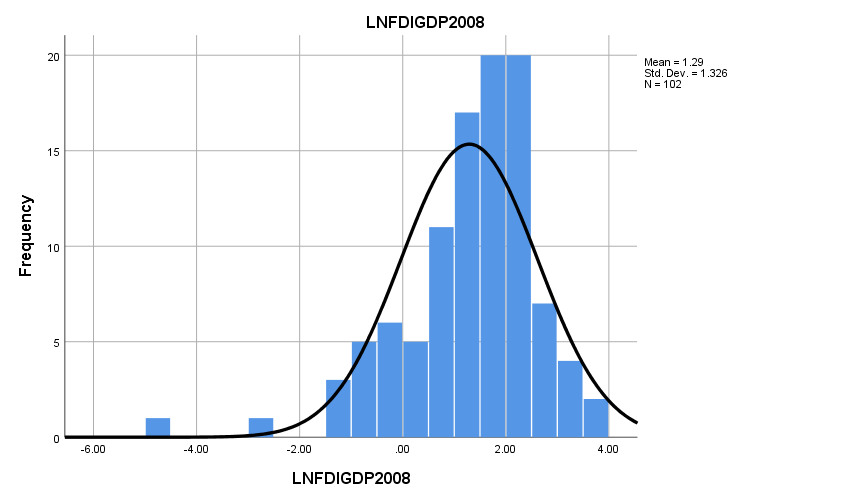 LNFDIGDP2008
Mean = 1.29
Std. Dev. = 1.326
N = 102
20
15
10
5
0
Frequency
-6.00 -4.00 -2.00 .00 2.00 4.00
LNFDIGDP2008